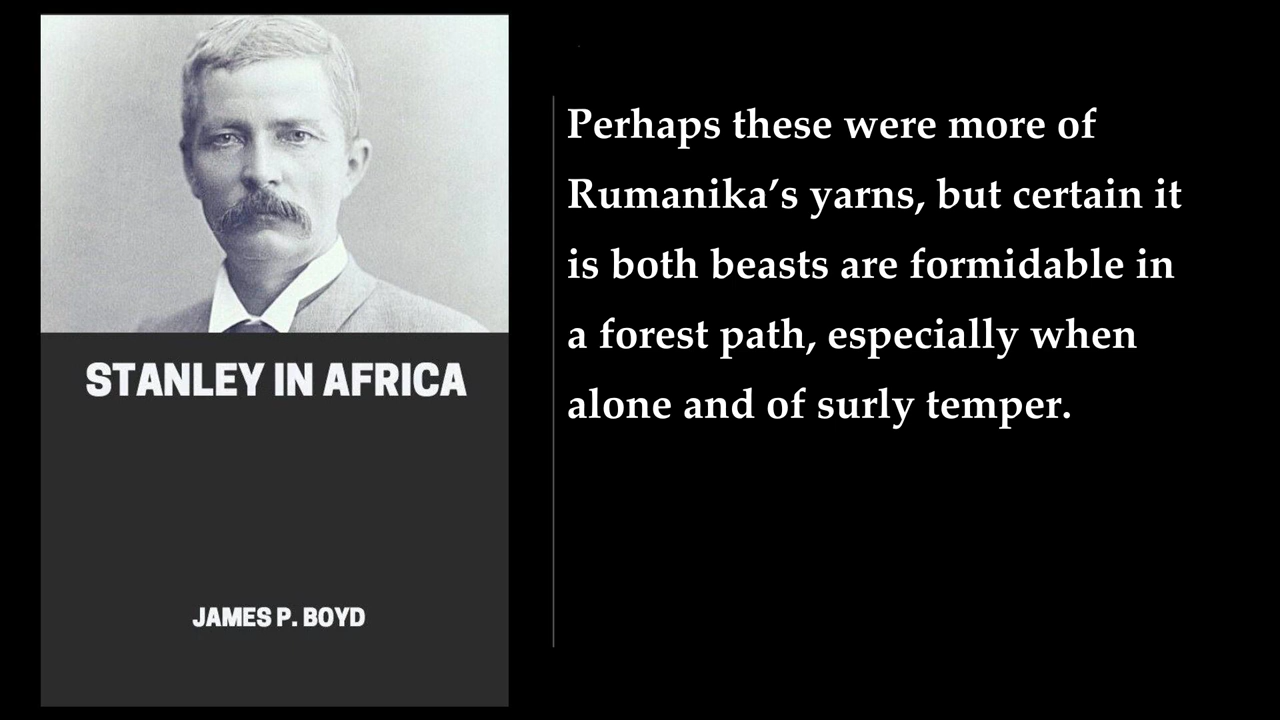 STANLEY IN AFRICA
JAMES P. BOYD
Perhaps these were more of
Rumanika’s yarns, but certain it
is both beasts are formidable in
a forest path, especially when
alone and of surly temper.